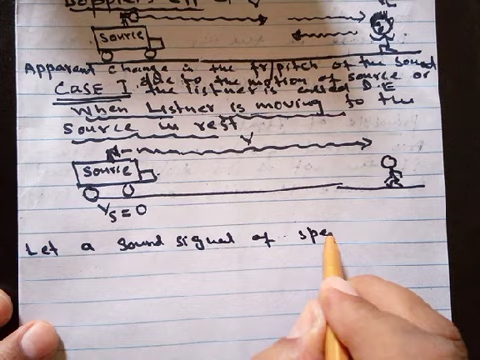 Doppler's eff
Source
Apparent change in the fr/pitch of the sound
due to the motion of source or
CASE I the listner is called D.E
When Listner is moving to the
Source in rest
V
Source
Vs = 0
Let a sound signal of spe